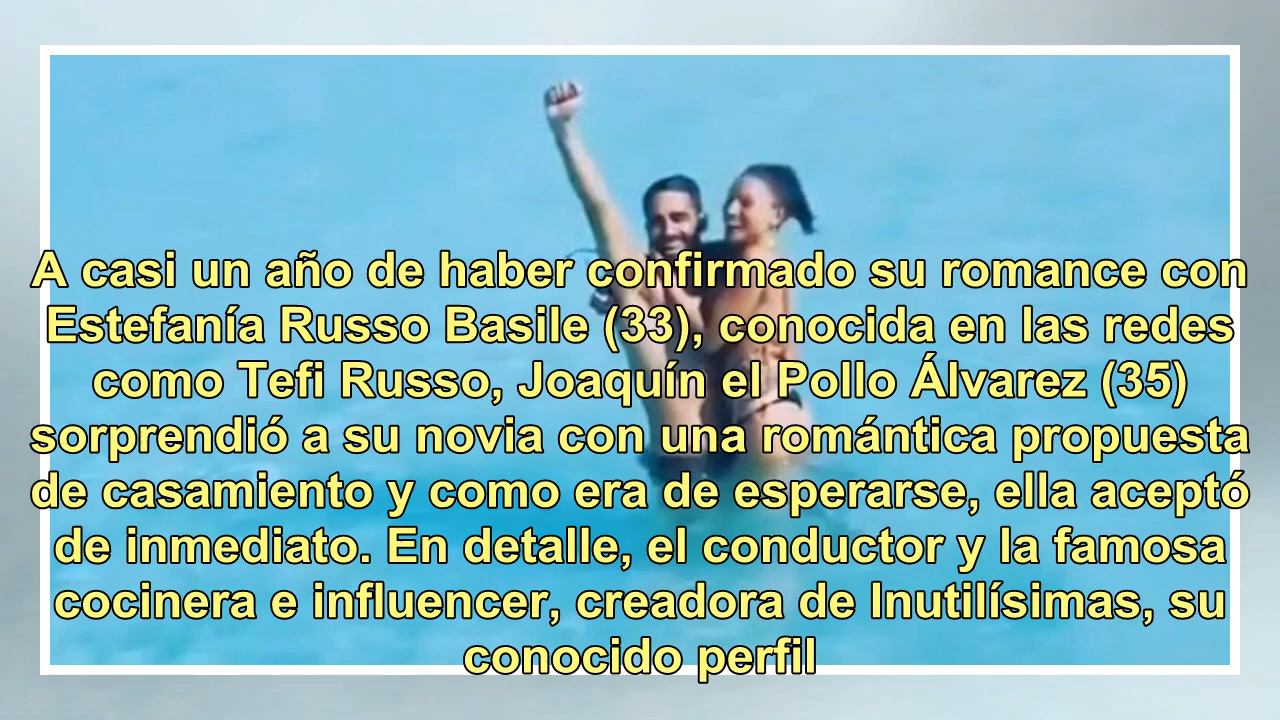 A casi un año de haber confirmado su romance con
Estefanía Russo Basile (33), conocida en las redes
como Tefi Russo, Joaquín el Pollo Álvarez (35)
sorprendió a su novia con una romántica propuesta
de casamiento y como era de esperarse, ella aceptó
de inmediato. En detalle, el conductor y la famosa
cocinera e influencer, creadora de Inutilísimas, su
conocido perfil